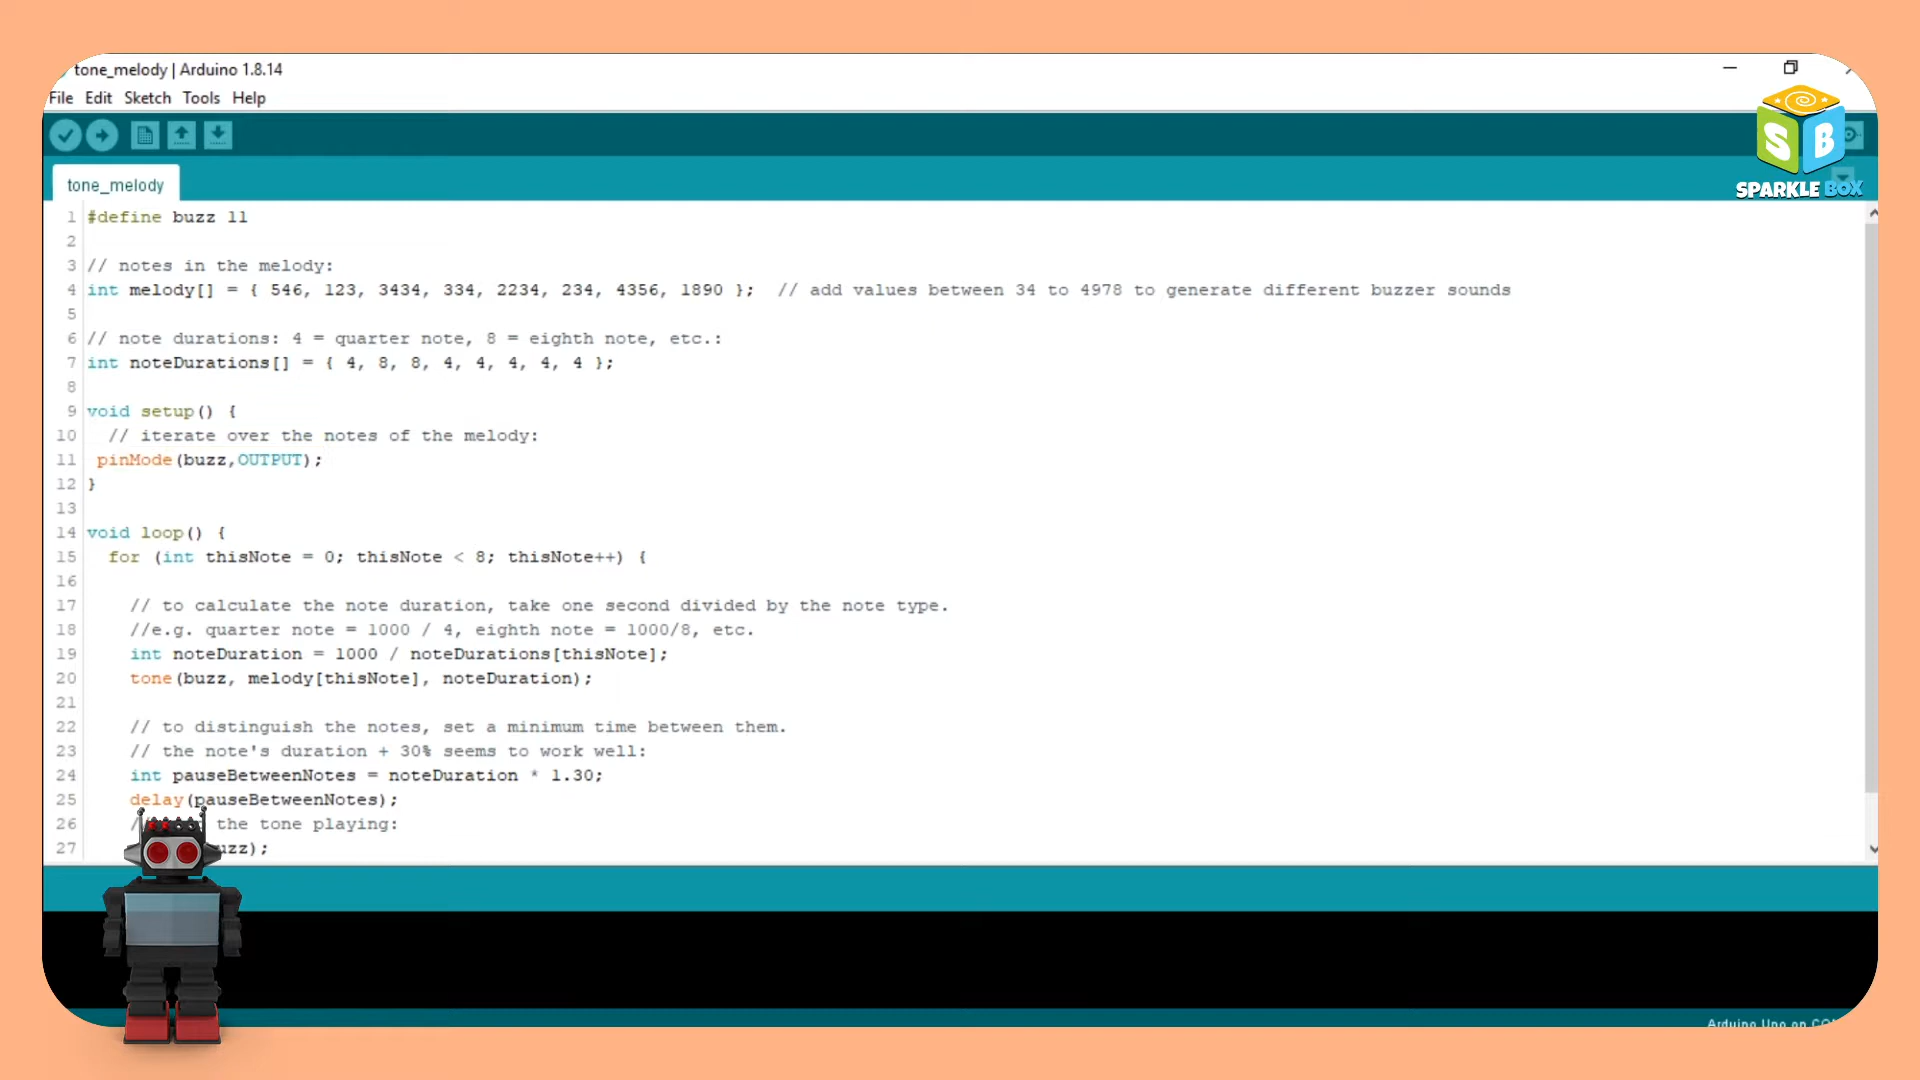 tone_melody | Arduino 1.8.14
File Edit Sketch Tools Help
S B
SPARKLE BOX
tone_melody
1 #define buzz 11
2
3 // notes in the melody:
4 int melody[] = { 546, 123, 3434, 334, 2234, 234, 4356, 1890 };  // add values between 34 to 4978 to generate different buzzer sounds
5
6 // note durations: 4 = quarter note, 8 = eighth note, etc.:
7 int noteDurations[] = { 4, 8, 8, 4, 4, 4, 4, 4 };
8
9 void setup() {
10   // iterate over the notes of the melody:
11  pinMode(buzz,OUTPUT);
12 }
13
14 void loop() {
15   for (int thisNote = 0; thisNote < 8; thisNote++) {
16
17     // to calculate the note duration, take one second divided by the note type.
18     //e.g. quarter note = 1000 / 4, eighth note = 1000/8, etc.
19     int noteDuration = 1000 / noteDurations[thisNote];
20     tone(buzz, melody[thisNote], noteDuration);
21
22     // to distinguish the notes, set a minimum time between them.
23     // the note's duration + 30% seems to work well:
24     int pauseBetweenNotes = noteDuration * 1.30;
25     delay(pauseBetweenNotes);
26     the tone playing:
27     uzz);
Arduino Uno on